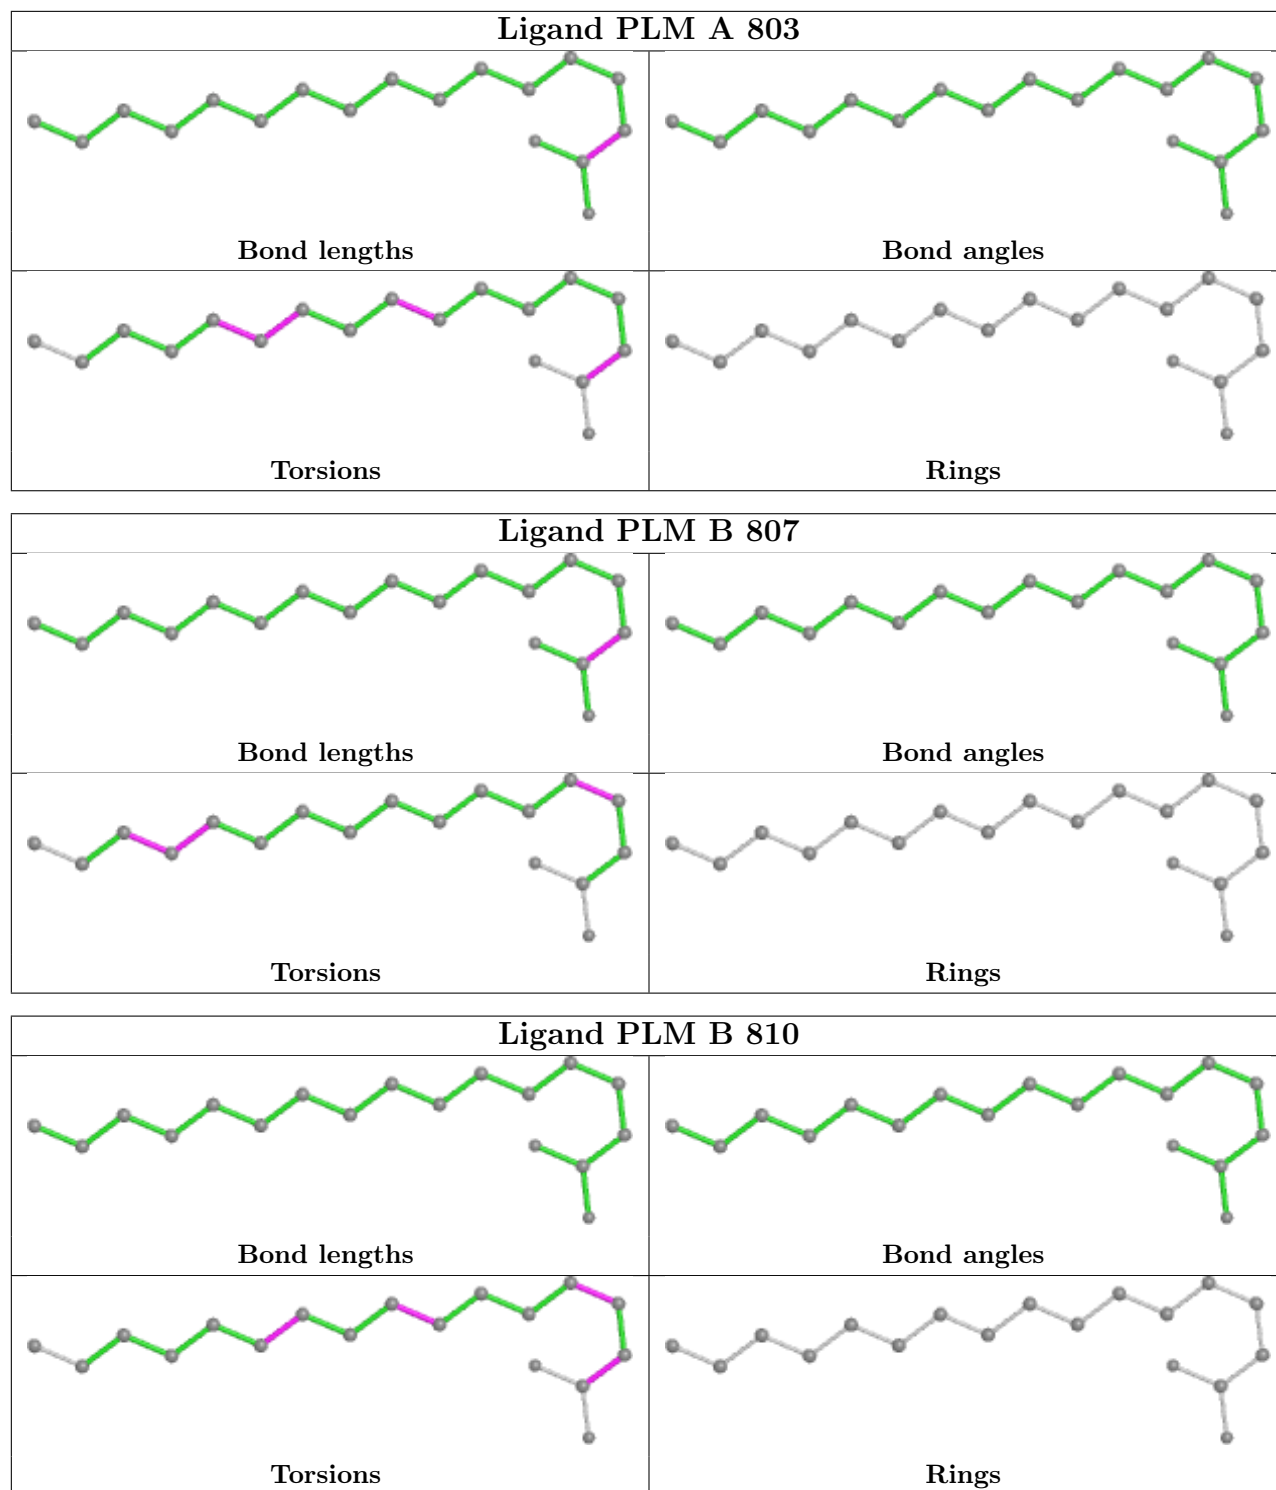 Ligand PLM A 803
Bond lengths
Bond angles
Torsions
Rings
Ligand PLM B 807
Bond lengths
Bond angles
Torsions
Rings
Ligand PLM B 810
Bond lengths
Bond angles
Torsions
Rings